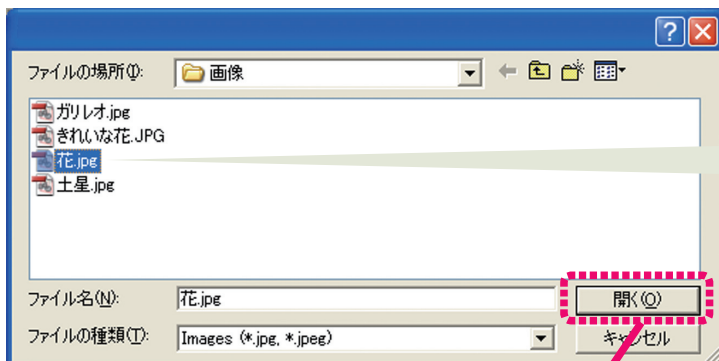 ファイルの場所(I):
画像
ガリレオ.jpg
きれいな花.JPG
花.jpg
土星.jpg
ファイル名(N):
花.jpg
開く(O)
ファイルの種類(T):
Images (*.jpg, *.jpeg)
キャンセル